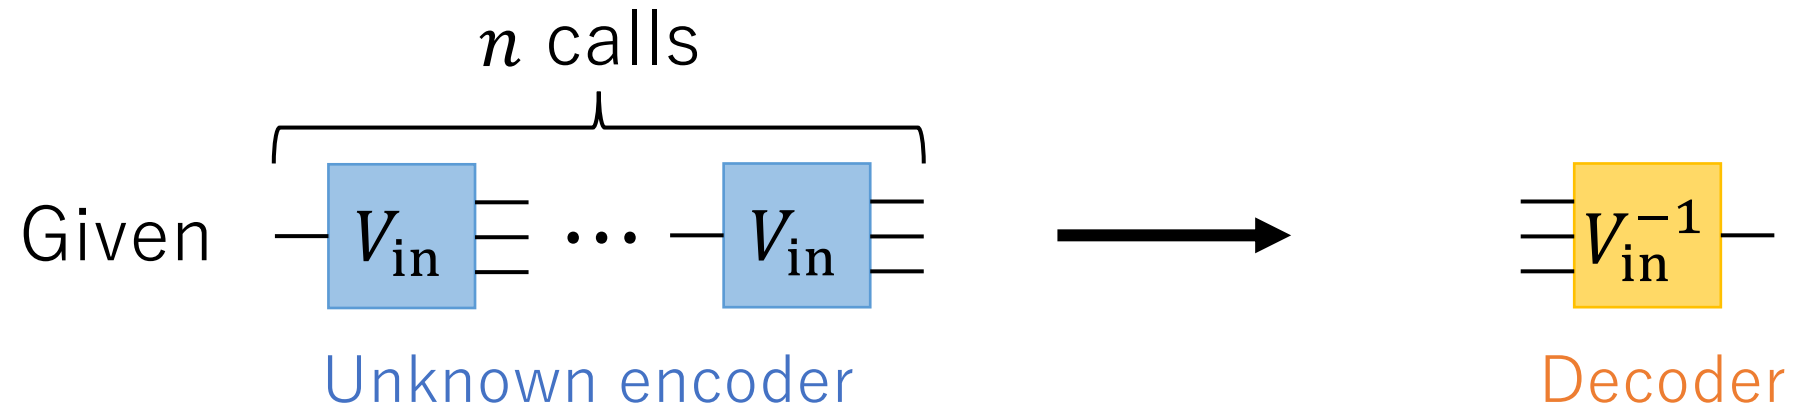 n calls
Given V_in ••• V_in V_in^{-1}
Unknown encoder Decoder